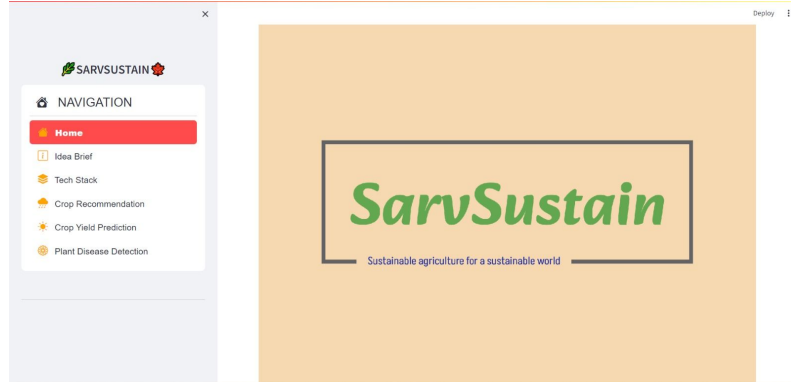 Deploy
SARVSUSTAIN
NAVIGATION
Home
Idea Brief
Tech Stack
Crop Recommendation
Crop Yield Prediction
Plant Disease Detection
SarvSustain
Sustainable agriculture for a sustainable world